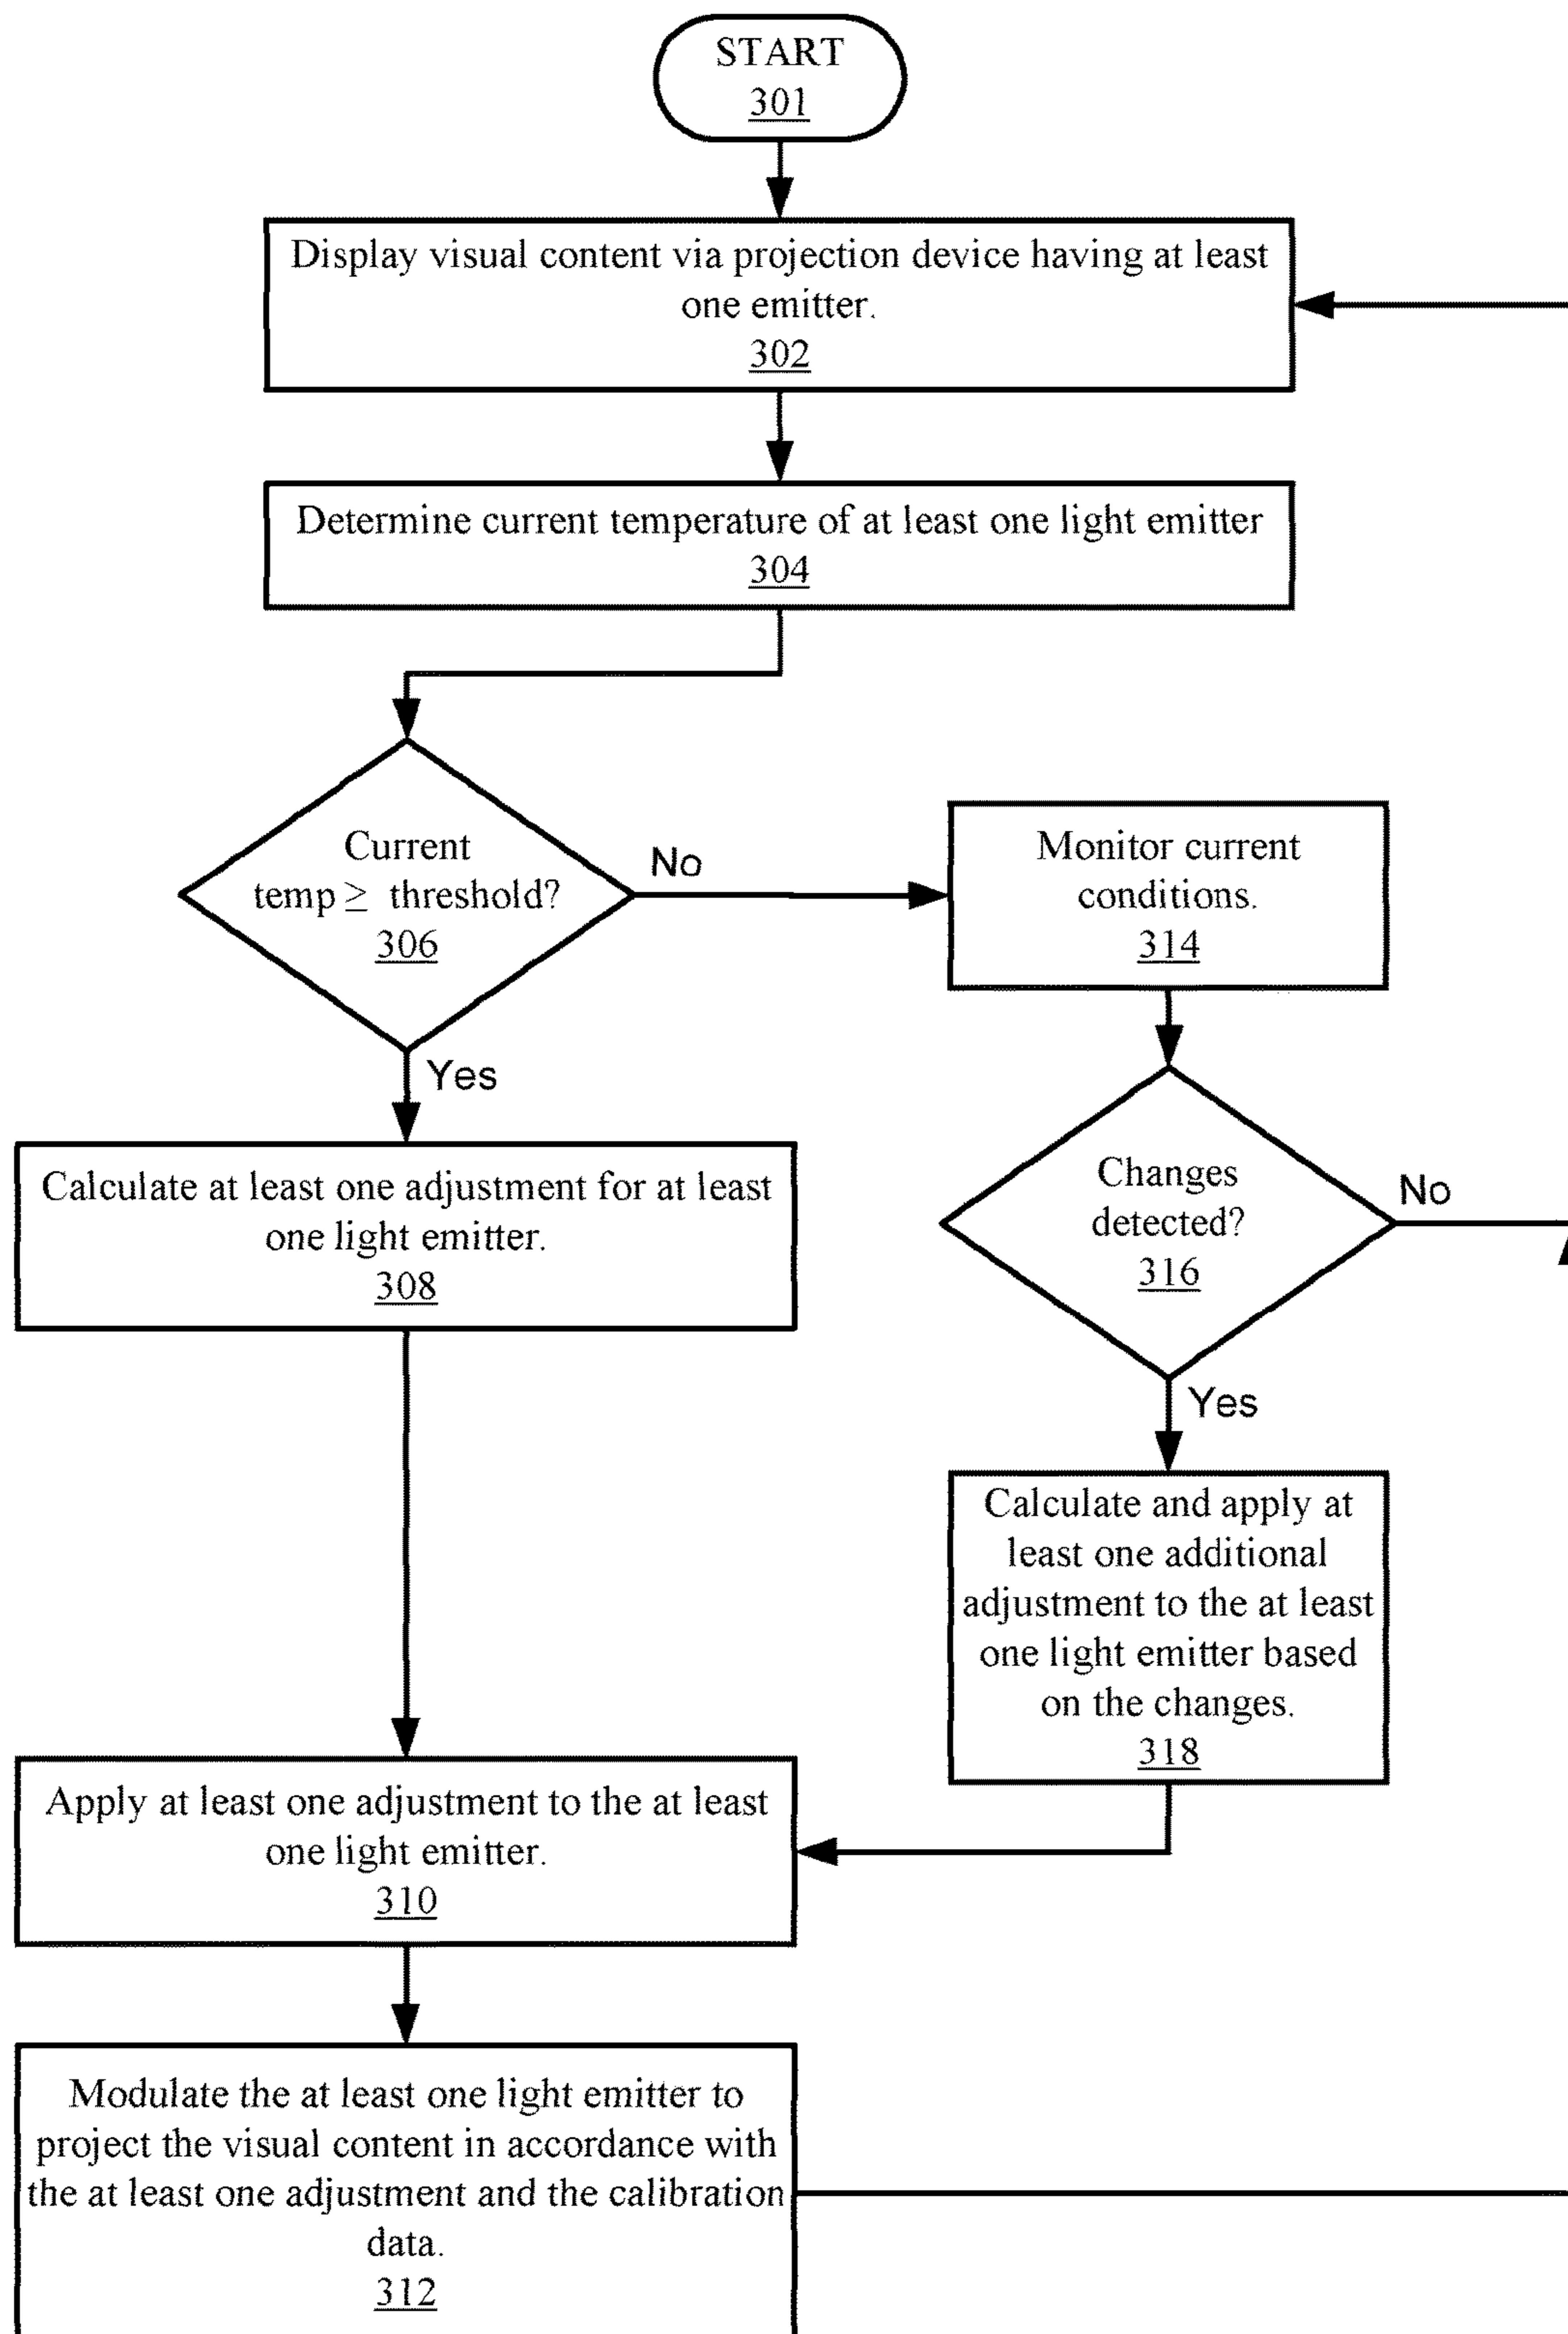 START
301
Display visual content via projection device having at least
one emitter.
302
Determine current temperature of at least one light emitter
304
Current
temp ≥ threshold?
306
No
Monitor current
conditions.
314
Yes
Calculate at least one adjustment for at least
one light emitter.
308
Changes
detected?
316
No
Yes
Calculate and apply at
least one additional
adjustment to the at least
one light emitter based
on the changes.
318
Apply at least one adjustment to the at least
one light emitter.
310
Modulate the at least one light emitter to
project the visual content in accordance with
the at least one adjustment and the calibration
data.
312